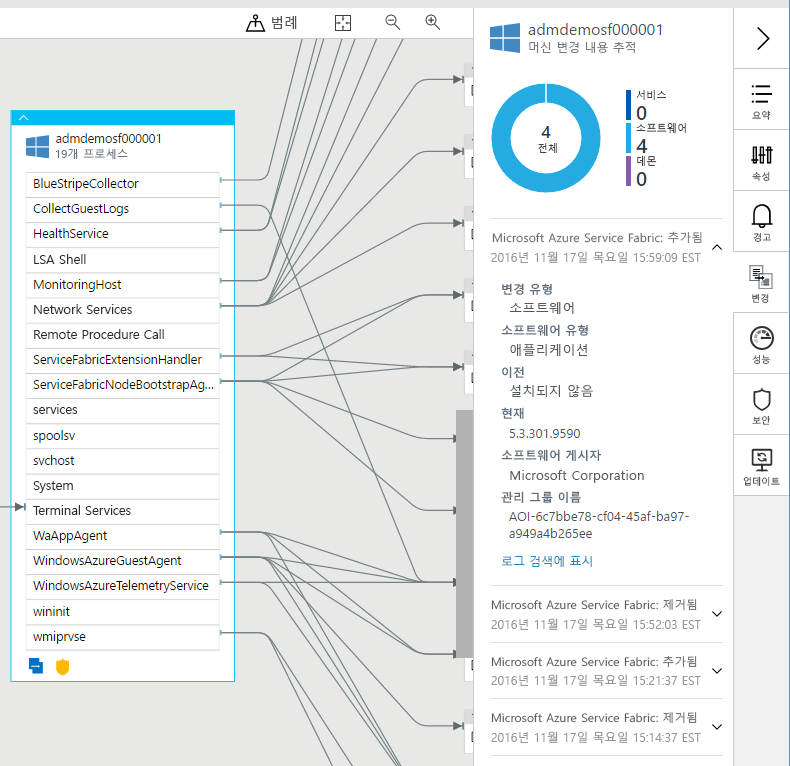 범례
admdemosf000001
19개 프로세스
BlueStripeCollector
CollectGuestLogs
HealthService
LSA Shell
MonitoringHost
Network Services
Remote Procedure Call
ServiceFabricExtensionHandler
ServiceFabricNodeBootstrapAg...
services
spoolsv
svchost
System
Terminal Services
WaAppAgent
WindowsAzureGuestAgent
WindowsAzureTelemetryService
wininit
wmiprvse
admdemosf000001
머신 변경 내용 추적
4
전체
서비스
0
소프트웨어
4
데몬
0
Microsoft Azure Service Fabric: 추가됨
2016년 11월 17일 목요일 15:59:09 EST
변경 유형
소프트웨어
소프트웨어 유형
애플리케이션
이전
설치되지 않음
현재
5.3.301.9590
소프트웨어 게시자
Microsoft Corporation
관리 그룹 이름
AOI-6c7bbe78-cf04-45af-ba97-
a949a4b265ee
로그 검색에 표시
Microsoft Azure Service Fabric: 제거됨
2016년 11월 17일 목요일 15:52:03 EST
Microsoft Azure Service Fabric: 추가됨
2016년 11월 17일 목요일 15:21:37 EST
Microsoft Azure Service Fabric: 제거됨
2016년 11월 17일 목요일 15:14:37 EST
요약
속성
경고
변경
성능
보안
업데이트